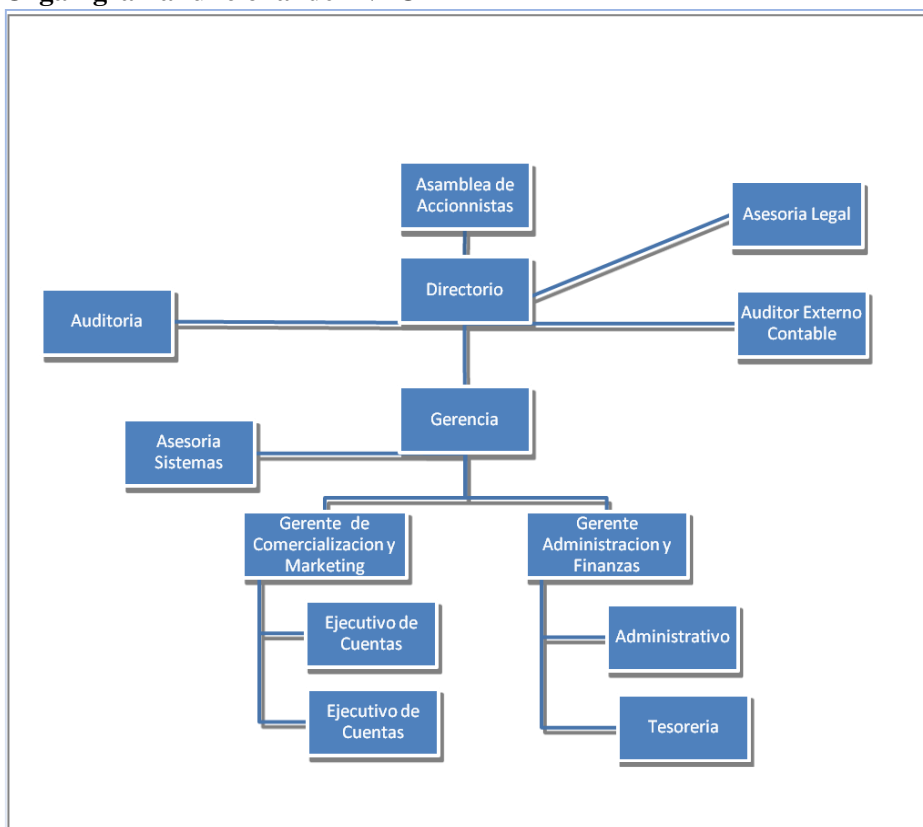 Asamblea de
Accionnistas
Asesoria Legal
Directorio
Auditoria
Auditor Externo
Contable
Gerencia
Asesoria
Sistemas
Gerente de
Comercializacion y
Marketing
Gerente
Administracion y
Finanzas
Ejecutivo de
Cuentas
Administrativo
Ejecutivo de
Cuentas
Tesoreria